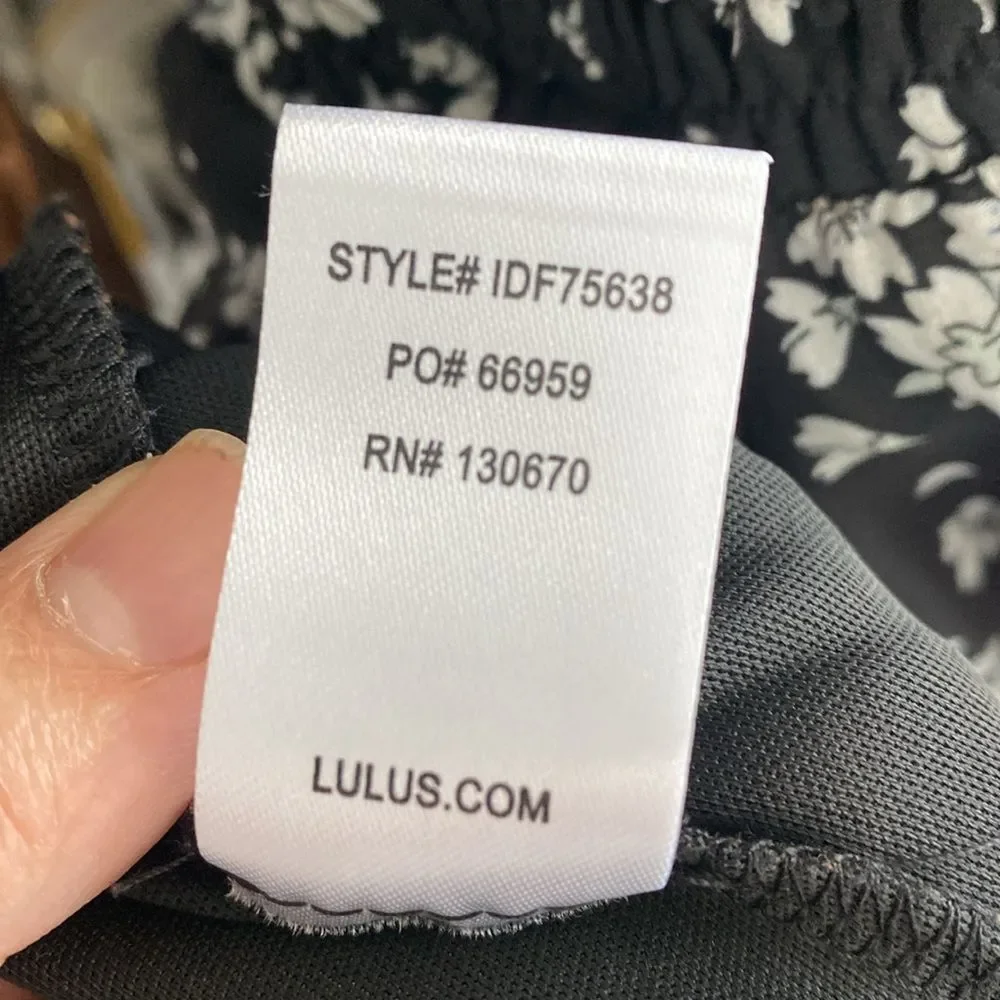 STYLE# IDF75638
PO# 66959
RN# 130670
LULUS.COM